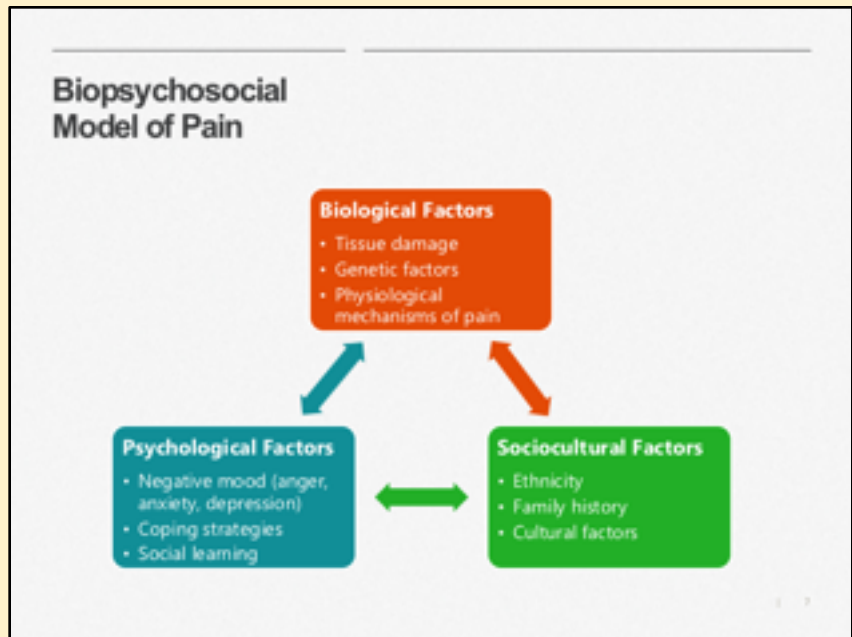 Biopsychosocial
Model of Pain
Biological Factors
• Tissue damage
• Genetic factors
• Physiological
mechanisms of pain
Psychological Factors
• Negative mood (anger,
anxiety, depression)
• Coping strategies
• Social learning
Sociocultural Factors
• Ethnicity
• Family history
• Cultural factors